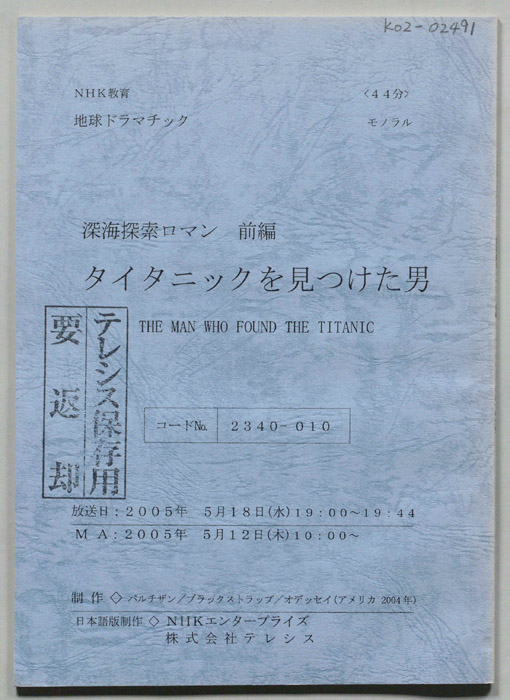 K02-02491
NHK教育 〈44分〉
地球ドラマチック モノラル
深海探索ロマン 前編
タイタニックを見つけた男
THE MAN WHO FOUND THE TITANIC
テレシス保存用
要返却
コードNo. 2340-010
放送日:2005年 5月18日(水)19:00~19:44
MA:2005年 5月12日(木)10:00~
制作 ◇ パルチザン/ブラックストラップ/オデッセイ(アメリカ 2004年)
日本語版制作 ◇ NHKエンタープライズ
株式会社テレシス